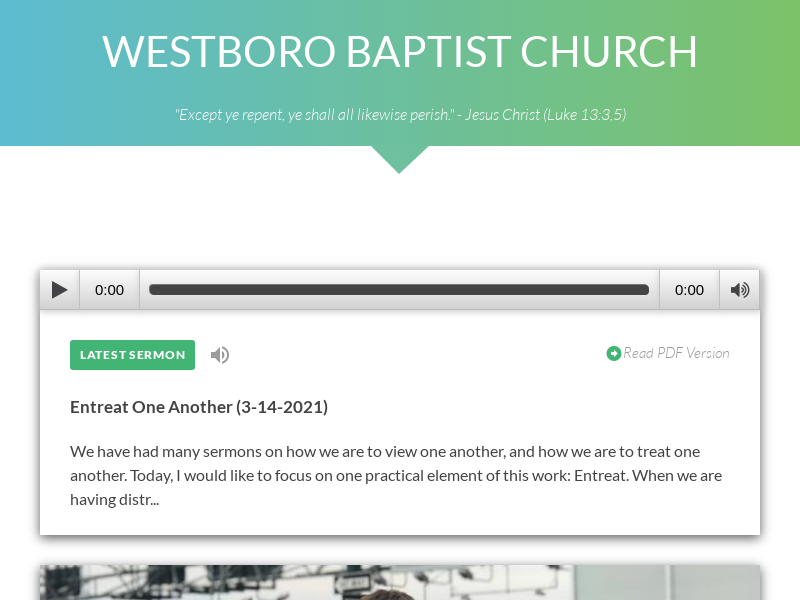 WESTBORO BAPTIST CHURCH
"Except ye repent, ye shall all likewise perish." - Jesus Christ (Luke 13:3,5)
0:00
0:00
LATEST SERMON
Read PDF Version
Entreat One Another (3-14-2021)
We have had many sermons on how we are to view one another, and how we are to treat one
another. Today, I would like to focus on one practical element of this work: Entreat. When we are
having distr...